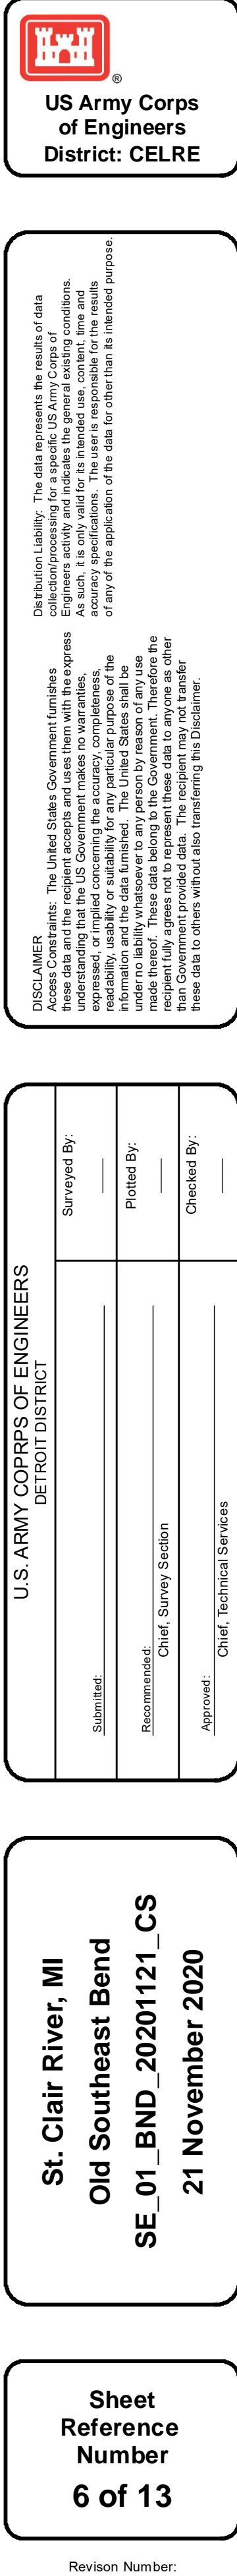 ®
US Army Corps
of Engineers
District: CELRE
DISCLAIMER
Access Constraints: The United States Government furnishes
these data and the recipient accepts and uses them with the express
understanding that the US Government makes no warranties,
expressed, or implied concerning the accuracy, completeness,
readability, usability or suitability for any particular purpose of the
information and the data furnished. The United States shall be
under no liability whatsoever to any person by reason of any use
made thereof. These data belong to the Government. Therefore the
recipient fully agrees not to represent these data to anyone as other
than Government provided data. The recipient may not transfer
these data to others without also transferring this Disclaimer.
Distribution Liability: The data represents the results of data
collection/processing for a specific US Army Corps of
Engineers activity and indicates the general existing conditions.
As such, it is only valid for its intended use, content, time and
accuracy specifications. The user is responsible for the results
of any of the application of the data for other than its intended purpose.
U.S. ARMY COPRPS OF ENGINEERS
DETROIT DISTRICT
Submitted:
Surveyed By:
Recommended:
Chief, Survey Section
Plotted By:
Approved:
Chief, Technical Services
Checked By:
St. Clair River, MI
Old Southeast Bend
SE_01_BND_20201121_CS
21 November 2020
Sheet
Reference
Number
6 of 13
Revison Number: